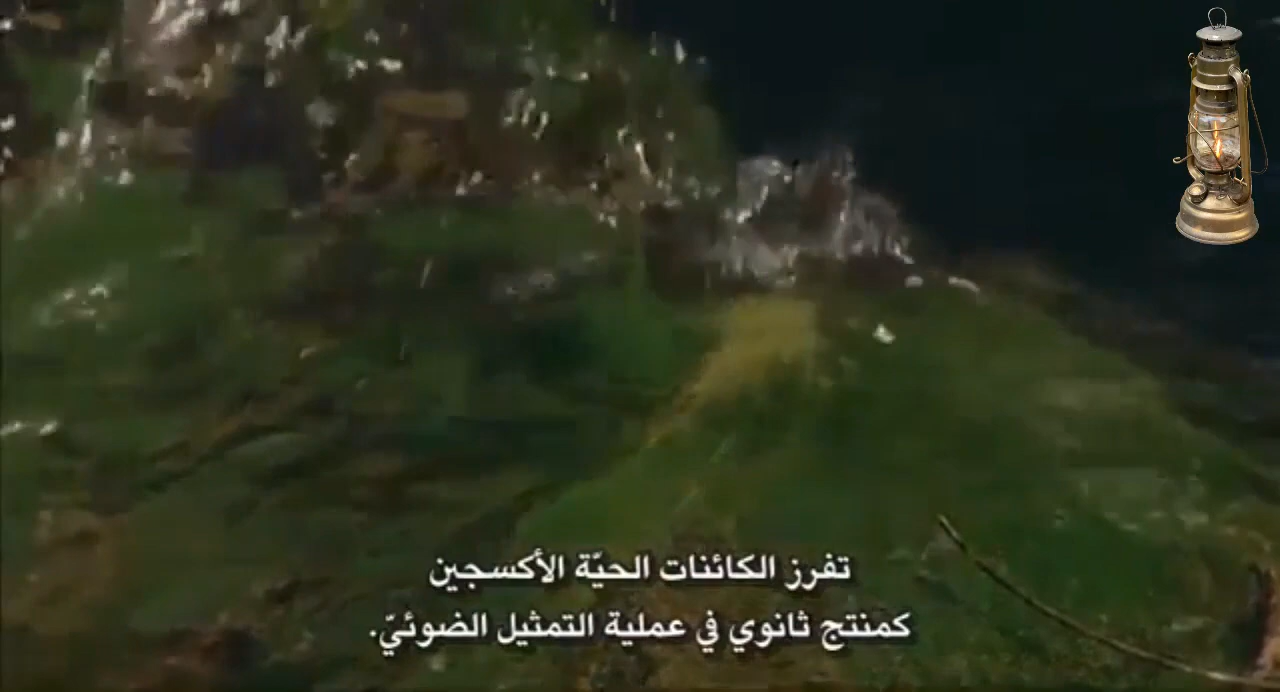 تفرز الكائنات الحيّة الأكسجين
كمنتج ثانوي في عملية التمثيل الضوئيّ.